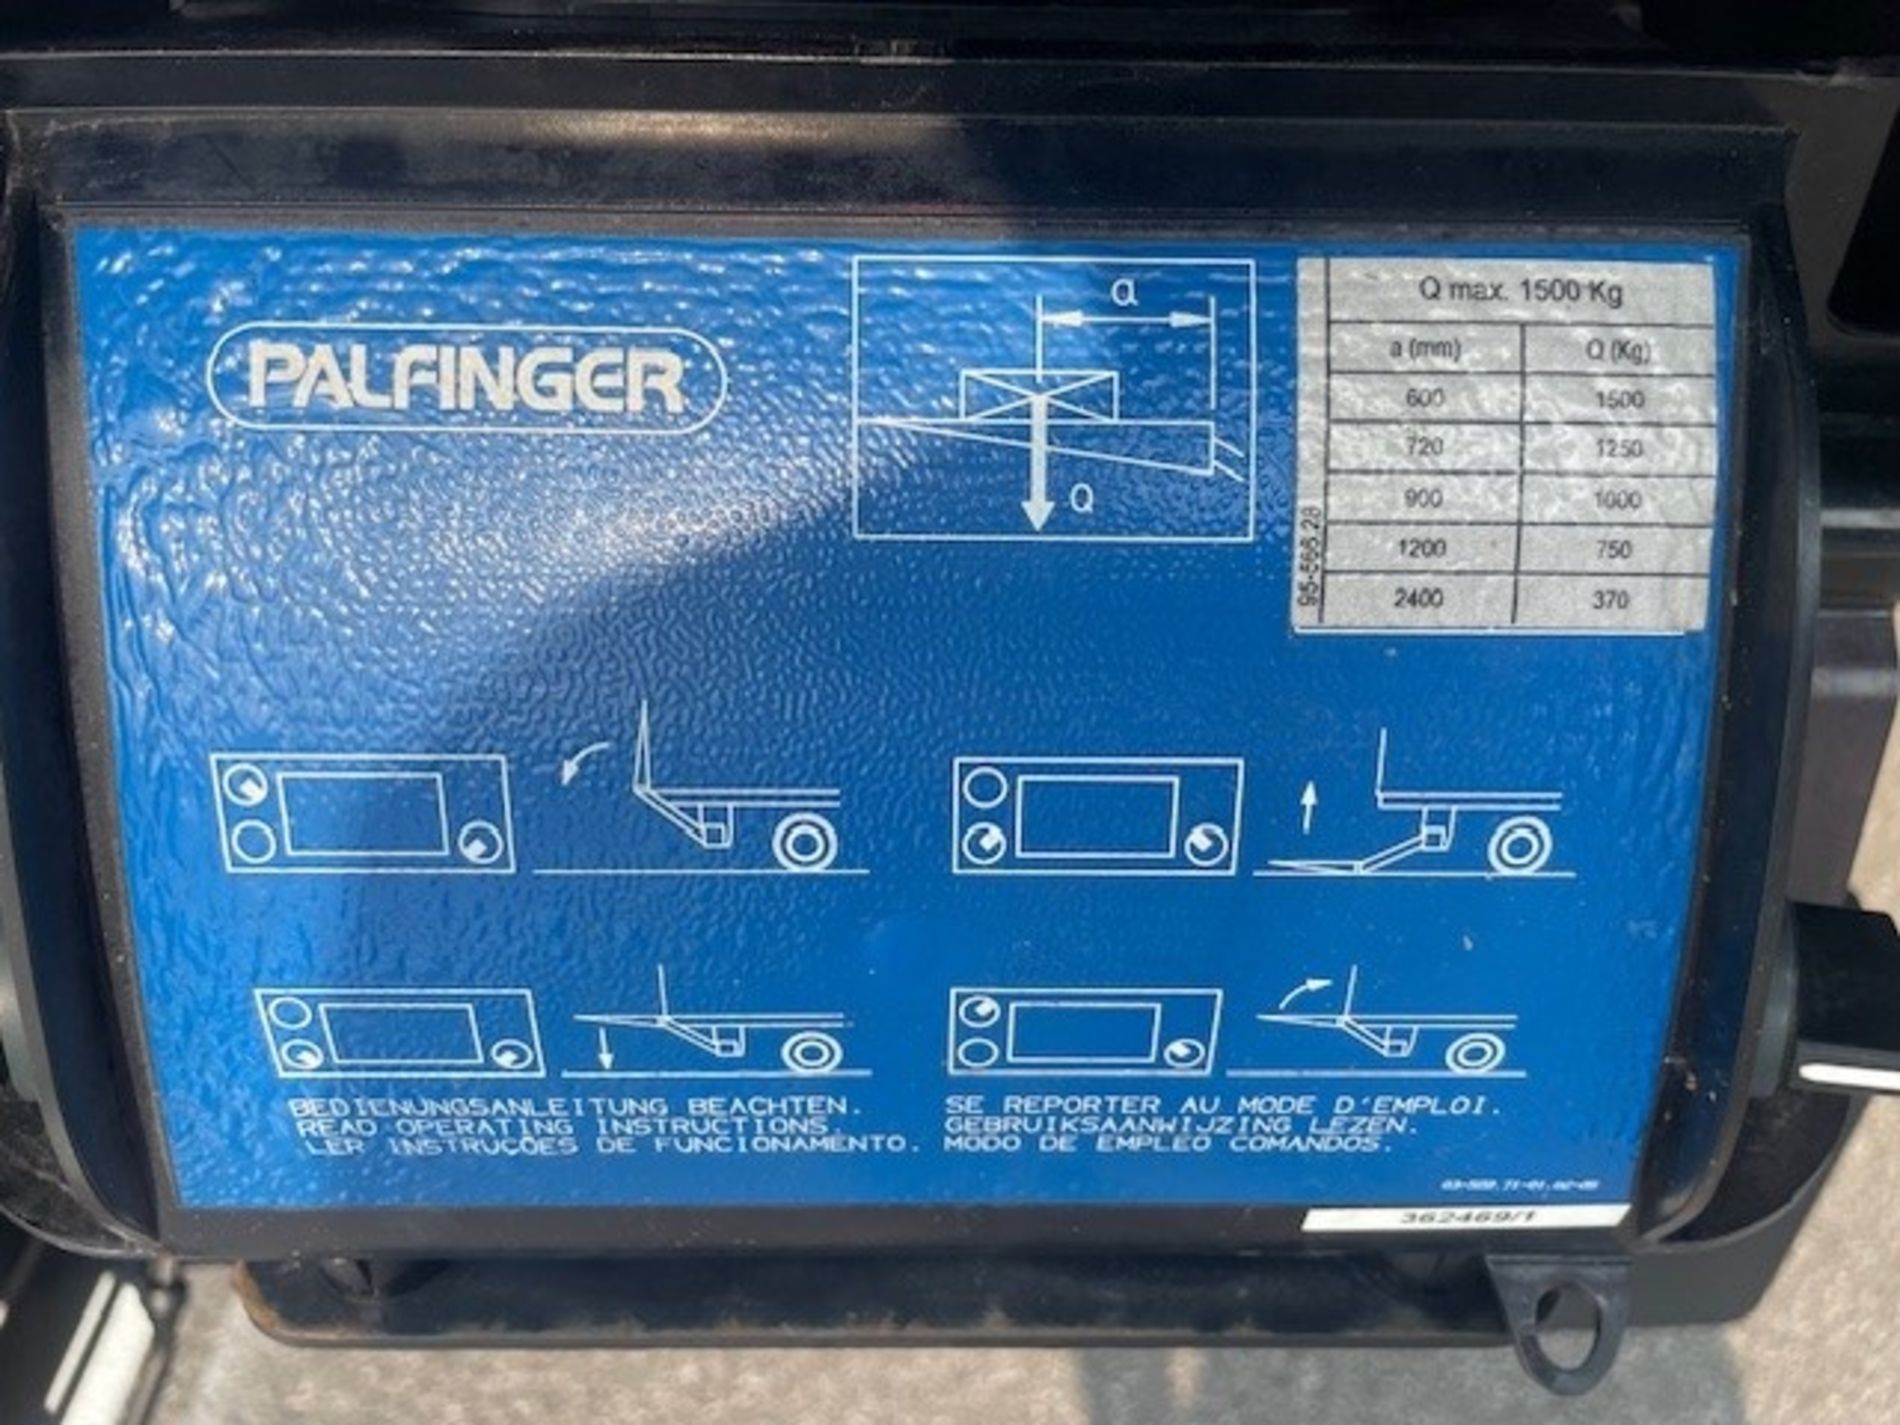 PALFINGER
a
Q
Q max. 1500 Kg
a (mm) Q (Kg)
600 1500
720 1250
900 1000
1200 750
2400 370
95-566.28
BEDIENUNGSANLEITUNG BEACHTEN.
READ OPERATING INSTRUCTIONS.
LER INSTRUÇÕES DE FUNCIONAMENTO.
SE REPORTER AU MODE D'EMPLOI.
GEBRUIKSAANWIJZING LEZEN.
MODO DE EMPLEO COMANDOS.
362469/1